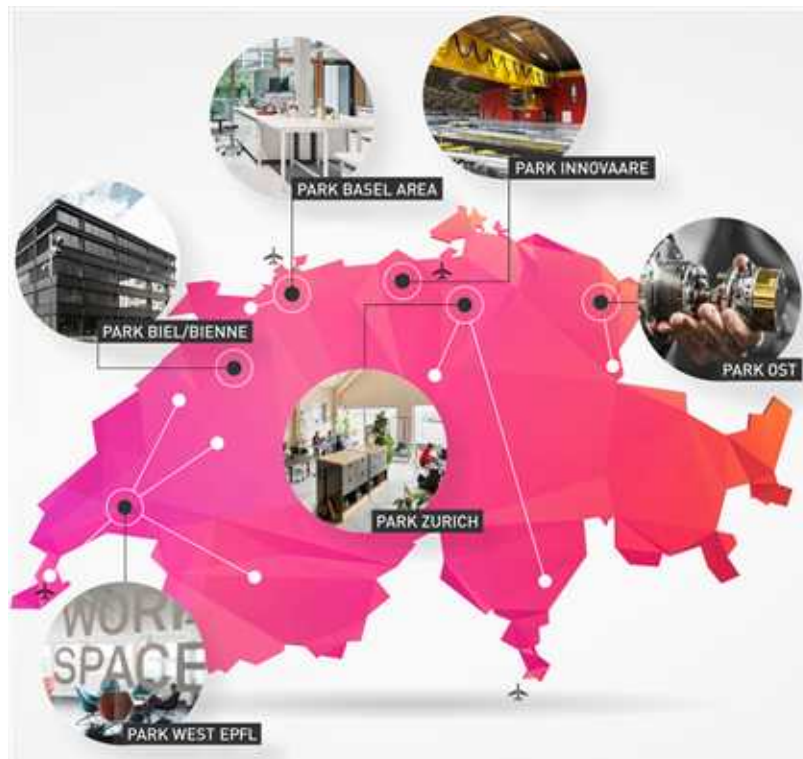 PARK BASEL AREA
PARK INNOVAARE
PARK BIEL/BIENNE
PARK OST
PARK ZURICH
WORK
SPACE
PARK WEST EPFL